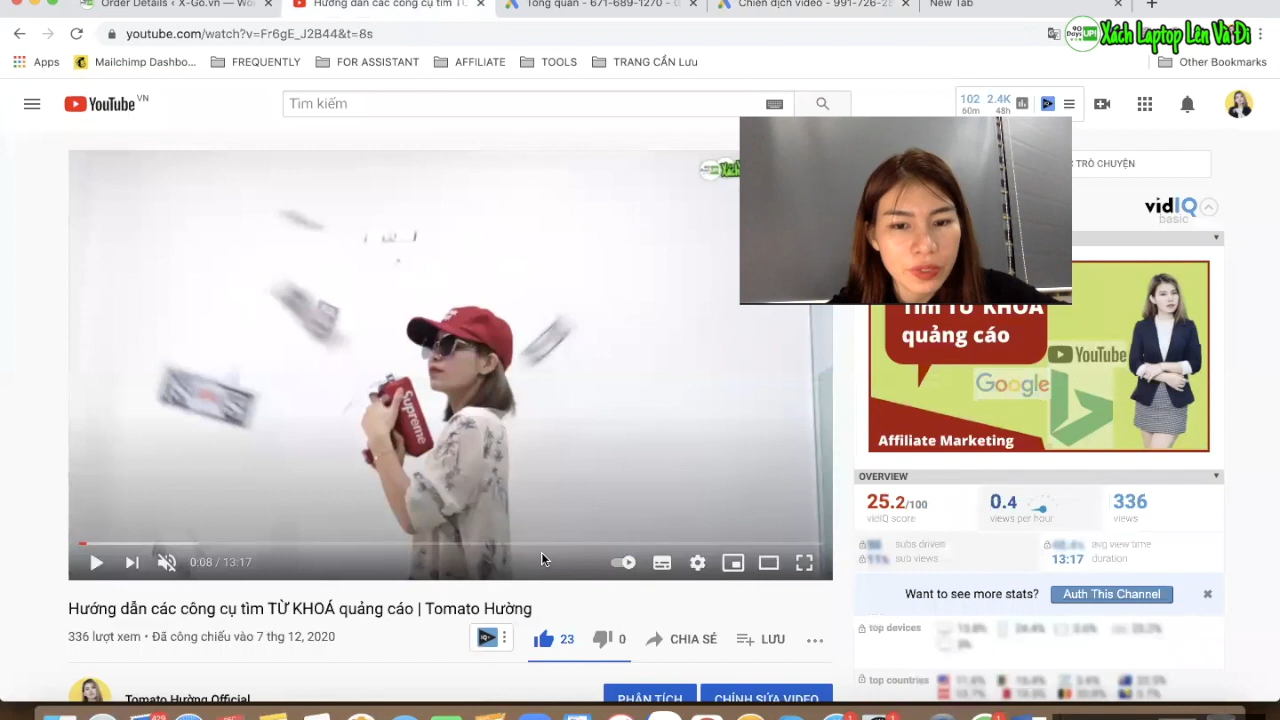 Order Details ‹ X-Go.vn — Wo
Hướng dẫn các công cụ tìm TỪ
Tổng quan - 671-689-1270 - G
Chiến dịch video - 991-726-28
New Tab
youtube.com/watch?v=Fr6gE_J2B44&t=8s
90 Days UP!
Xách Laptop Lên Và Đi
Apps
Mailchimp Dashbo...
FREQUENTLY
FOR ASSISTANT
AFFILIATE
TOOLS
TRANG CẦN Lưu
Other Bookmarks
YouTube VN
Tìm kiếm
102 2.4K
60m 48h
TRÒ CHUYỆN
vidIQ
basic
Xách
Supreme
Tìm TỪ KHOÁ
quảng cáo
YouTube
Google
Affiliate Marketing
OVERVIEW
25.2/100
0.4
336
vidIQ score
views per hour
views
subs driven
avg view time
sub views
13:17 duration
0:08 / 13:17
Want to see more stats?
Auth This Channel
Hướng dẫn các công cụ tìm TỪ KHOÁ quảng cáo | Tomato Hường
336 lượt xem • Đã công chiếu vào 7 thg 12, 2020
23
0
CHIA SẺ
LƯU
top devices
top countries
Tomato Hường Official
PHÂN TÍCH
CHỈNH SỬA VIDEO